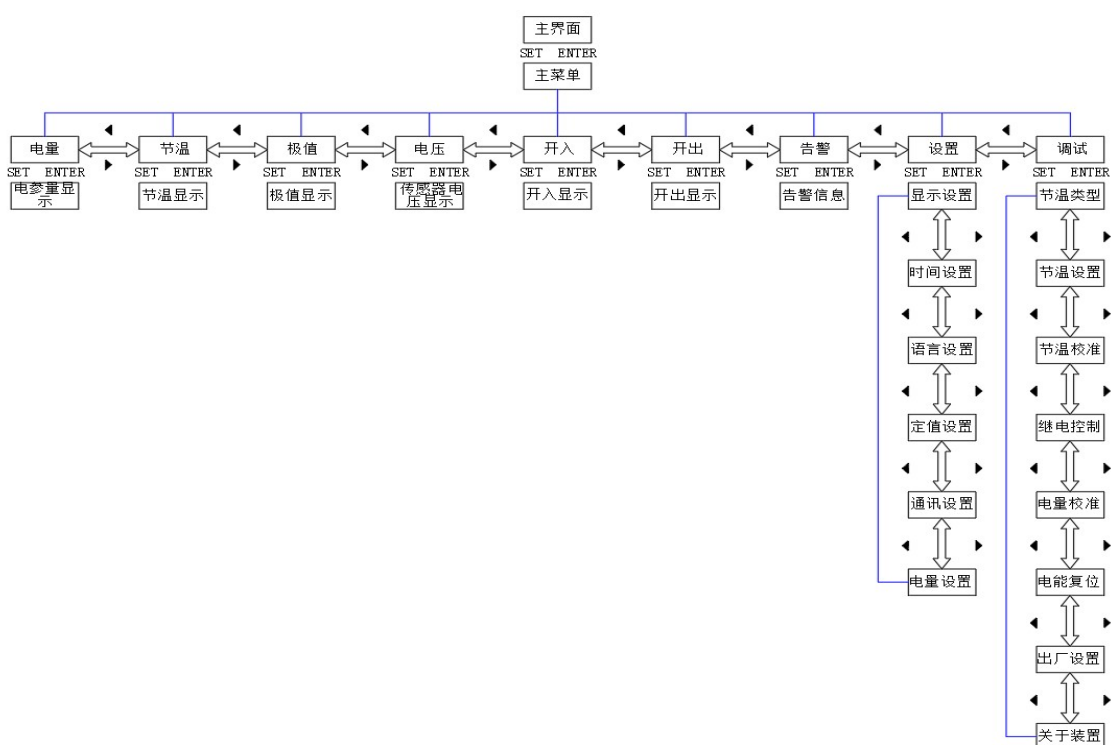 主界面
SET ENTER
主菜单
电量 节温 极值 电压 开入 开出 告警 设置 调试
SET ENTER SET ENTER SET ENTER SET ENTER SET ENTER SET ENTER SET ENTER SET ENTER SET ENTER
电参量显
示
节温显示
极值显示
传感器电
压显示
开入显示
开出显示
告警信息
显示设置
时间设置
语言设置
定值设置
通讯设置
电量设置
节温类型
节温设置
节温校准
继电控制
电量校准
电能复位
出厂设置
关于装置